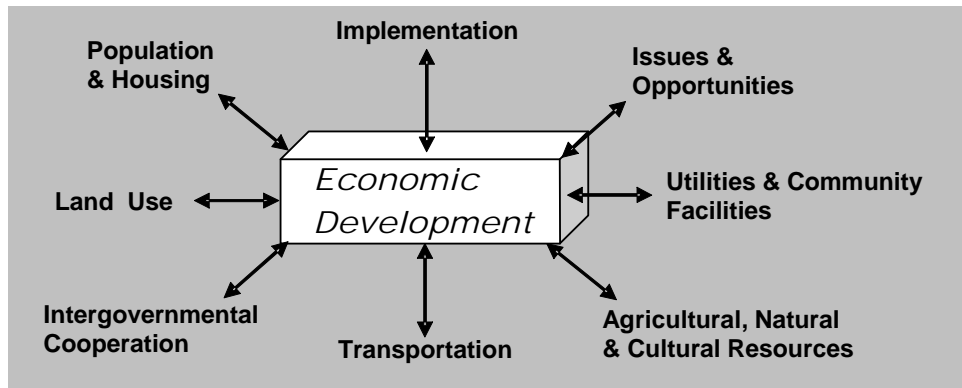 Implementation
Population
& Housing
Issues &
Opportunities
Economic
Development
Land Use
Utilities & Community
Facilities
Intergovernmental
Cooperation
Transportation
Agricultural, Natural
& Cultural Resources